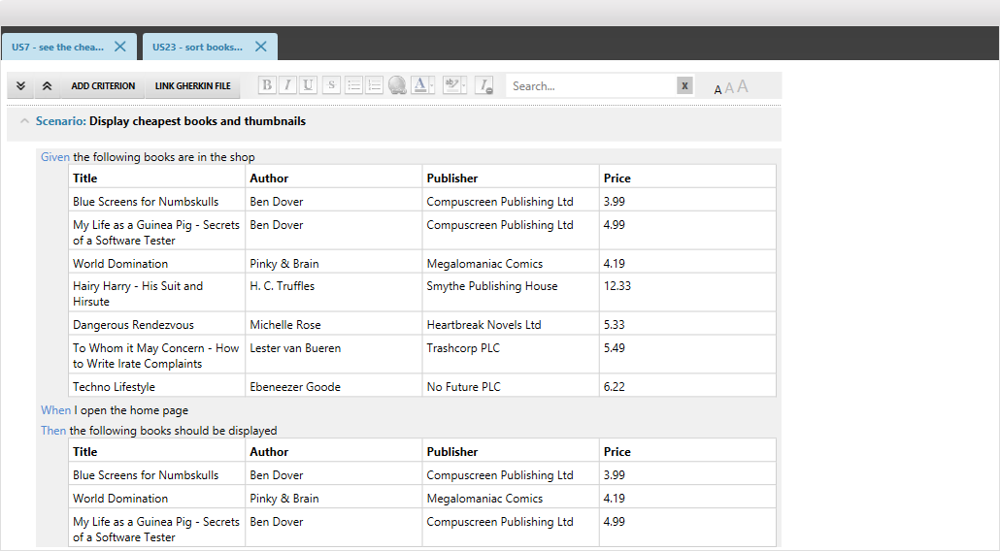 US7 - see the chea...
US23 - sort books...
ADD CRITERION LINK GHERKIN FILE B I U S A ab I Search... x A A A
Scenario: Display cheapest books and thumbnails
Given the following books are in the shop
Title Author Publisher Price
Blue Screens for Numbskulls Ben Dover Compuscreen Publishing Ltd 3.99
My Life as a Guinea Pig - Secrets Ben Dover Compuscreen Publishing Ltd 4.99
of a Software Tester
World Domination Pinky & Brain Megalomaniac Comics 4.19
Hairy Harry - His Suit and H. C. Truffles Smythe Publishing House 12.33
Hirsute
Dangerous Rendezvous Michelle Rose Heartbreak Novels Ltd 5.33
To Whom it May Concern - How Lester van Bueren Trashcorp PLC 5.49
to Write Irate Complaints
Techno Lifestyle Ebeneezer Goode No Future PLC 6.22
When I open the home page
Then the following books should be displayed
Title Author Publisher Price
Blue Screens for Numbskulls Ben Dover Compuscreen Publishing Ltd 3.99
World Domination Pinky & Brain Megalomaniac Comics 4.19
My Life as a Guinea Pig - Secrets Ben Dover Compuscreen Publishing Ltd 4.99
of a Software Tester